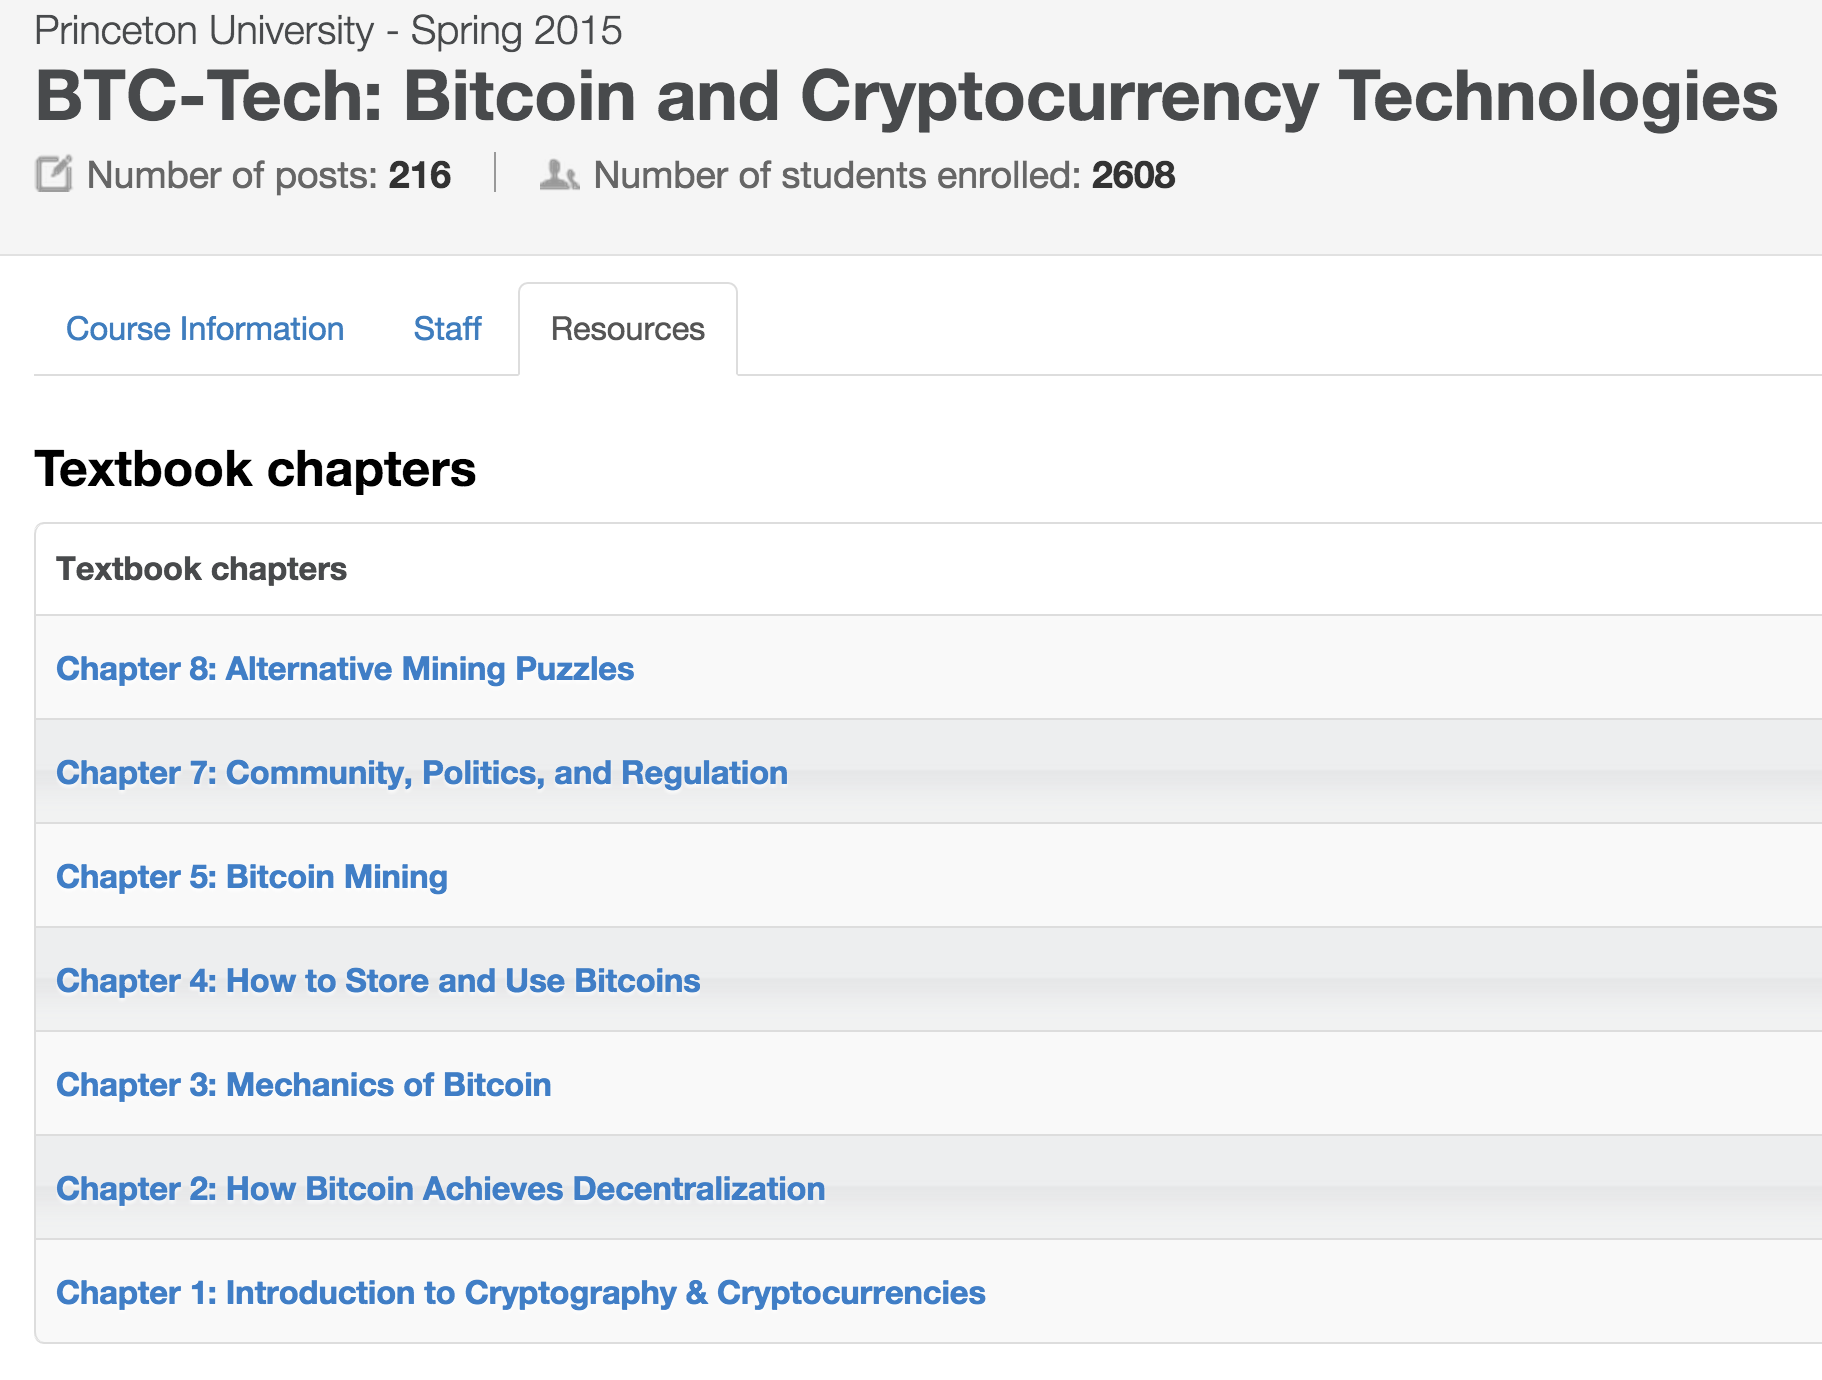 Princeton University - Spring 2015
BTC-Tech: Bitcoin and Cryptocurrency Technologies
Number of posts: 216 Number of students enrolled: 2608
Course Information Staff Resources
Textbook chapters
Textbook chapters
Chapter 8: Alternative Mining Puzzles
Chapter 7: Community, Politics, and Regulation
Chapter 5: Bitcoin Mining
Chapter 4: How to Store and Use Bitcoins
Chapter 3: Mechanics of Bitcoin
Chapter 2: How Bitcoin Achieves Decentralization
Chapter 1: Introduction to Cryptography & Cryptocurrencies